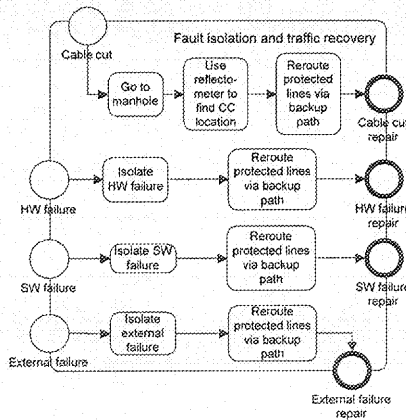 Fault isolation and traffic recovery
Cable cut
Go to
manhole
Use
reflecto-
meter to
find CC
location
Reroute
protected
lines via
backup
path
Cable cut
repair
HW failure
Isolate
HW failure
Reroute
protected
lines via
backup
path
HW failure
repair
SW failure
Isolate SW
failure
Reroute
protected lines
via backup
path
SW failure
repair
External failure
Isolate
external
failure
Reroute
protected lines
via backup
path
External failure
repair